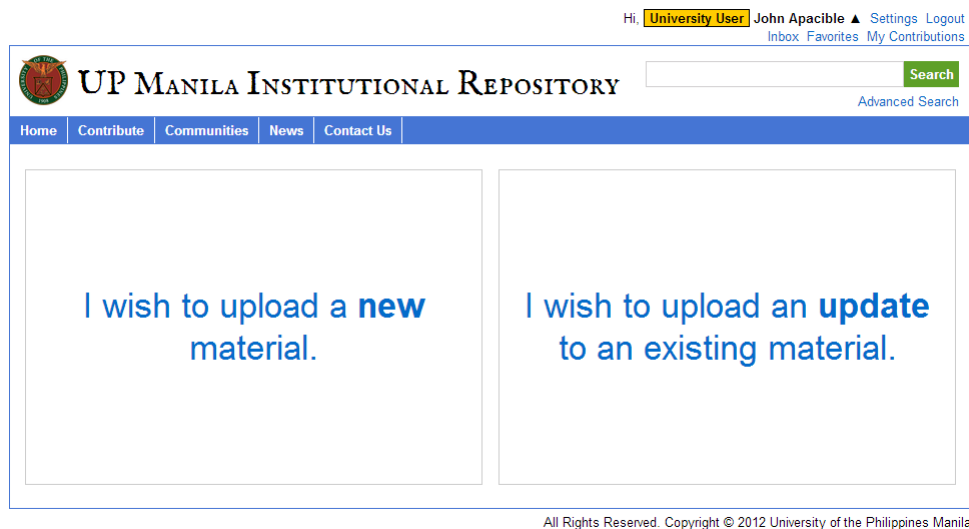 Hi, University User John Apacible ▲ Settings Logout
Inbox Favorites My Contributions
UP Manila Institutional Repository
Search
Advanced Search
Home Contribute Communities News Contact Us
I wish to upload a new
material.
I wish to upload an update
to an existing material.
All Rights Reserved. Copyright © 2012 University of the Philippines Manila